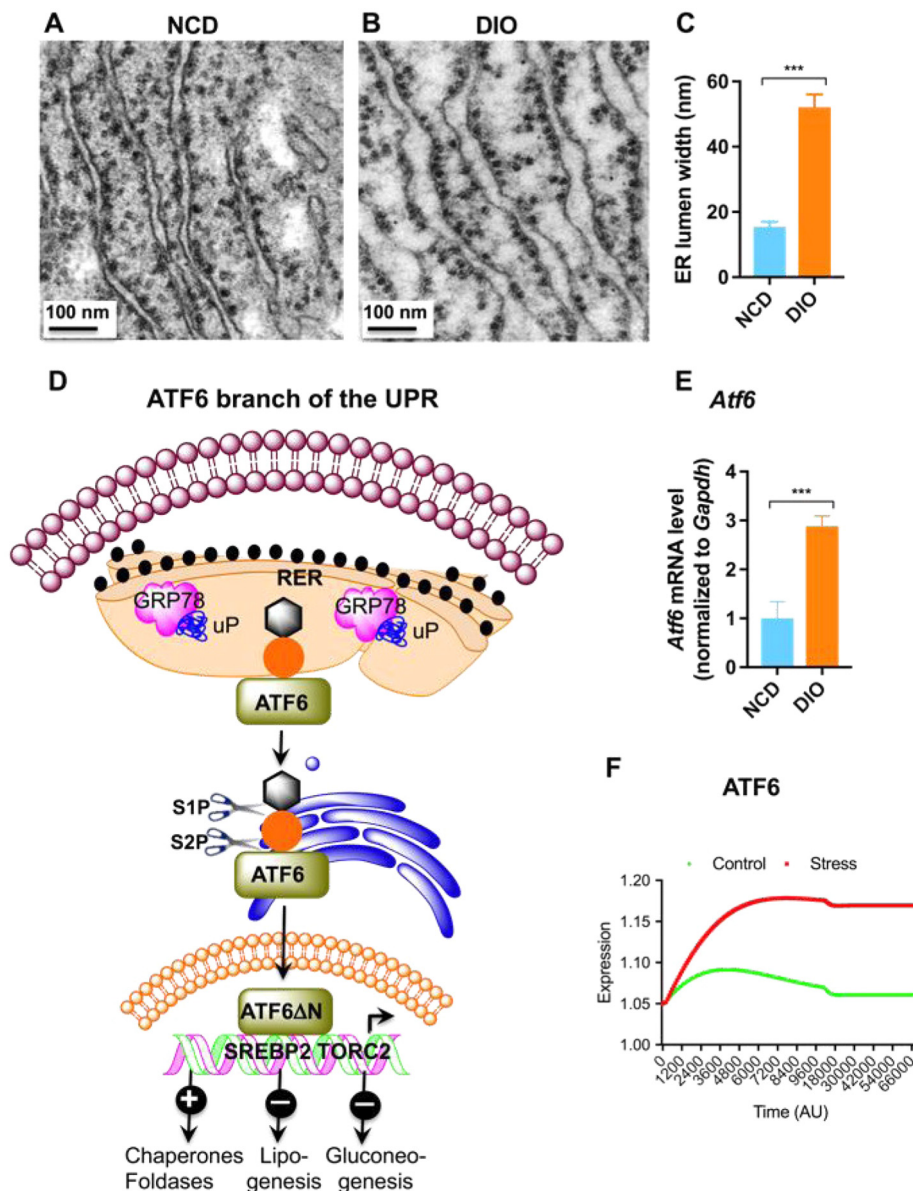 A
NCD
B
DIO
C
100 nm
100 nm
ER lumen width (nm)
60
40
20
0
***
NCD
DIO
D
ATF6 branch of the UPR
RER
GRP78
uP
GRP78
uP
ATF6
S1P
S2P
ATF6
ATF6ΔN
SREBP2 TORC2
+
−
−
Chaperones
Foldases
Lipo-
genesis
Gluconeo-
genesis
E
Atf6
Atf6 mRNA level
(normalized to Gapdh)
4
3
2
1
0
***
NCD
DIO
F
ATF6
Control
Stress
Expression
1.20
1.15
1.10
1.05
1.00
0
1200
2400
3600
4800
6000
7200
8400
9600
18000
30000
42000
54000
66000
Time (AU)